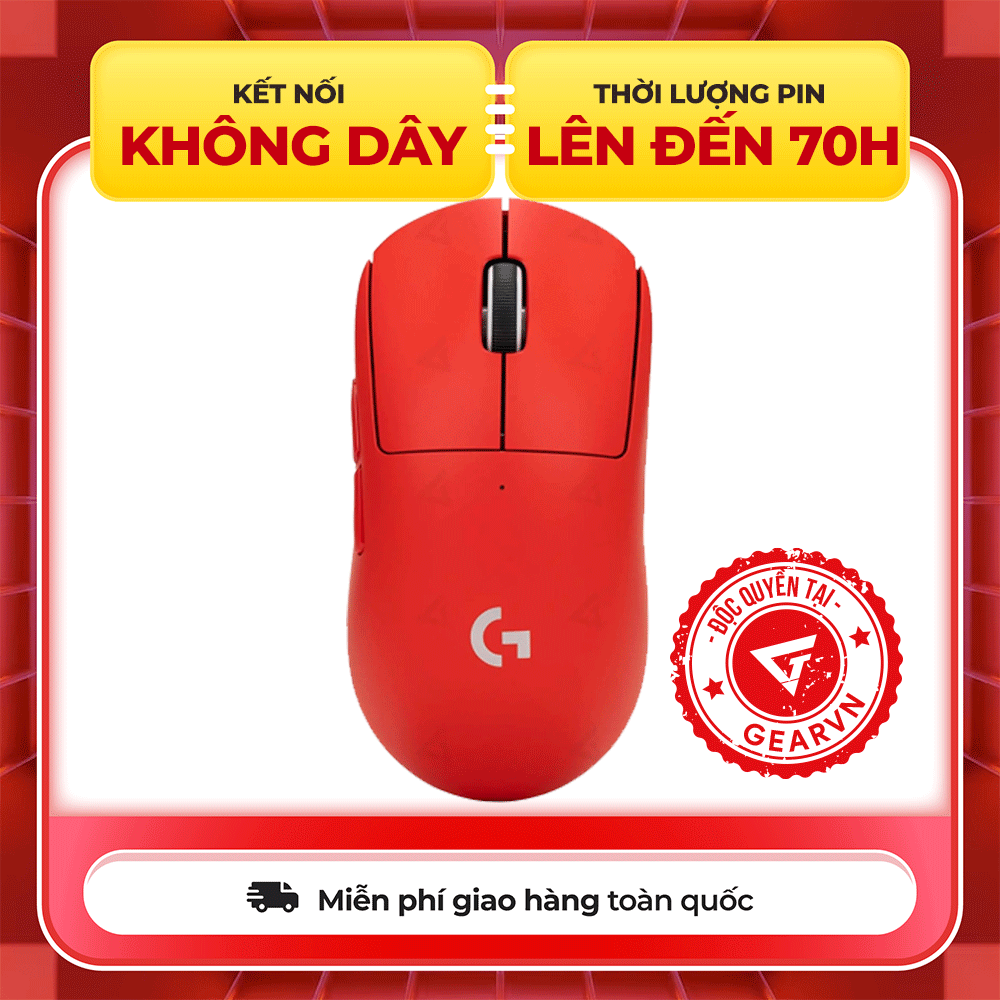 KẾT NỐI
KHÔNG DÂY
THỜI LƯỢNG PIN
LÊN ĐẾN 70H
- ĐỘC QUYỀN TẠI -
GEARVN
Miễn phí giao hàng toàn quốc